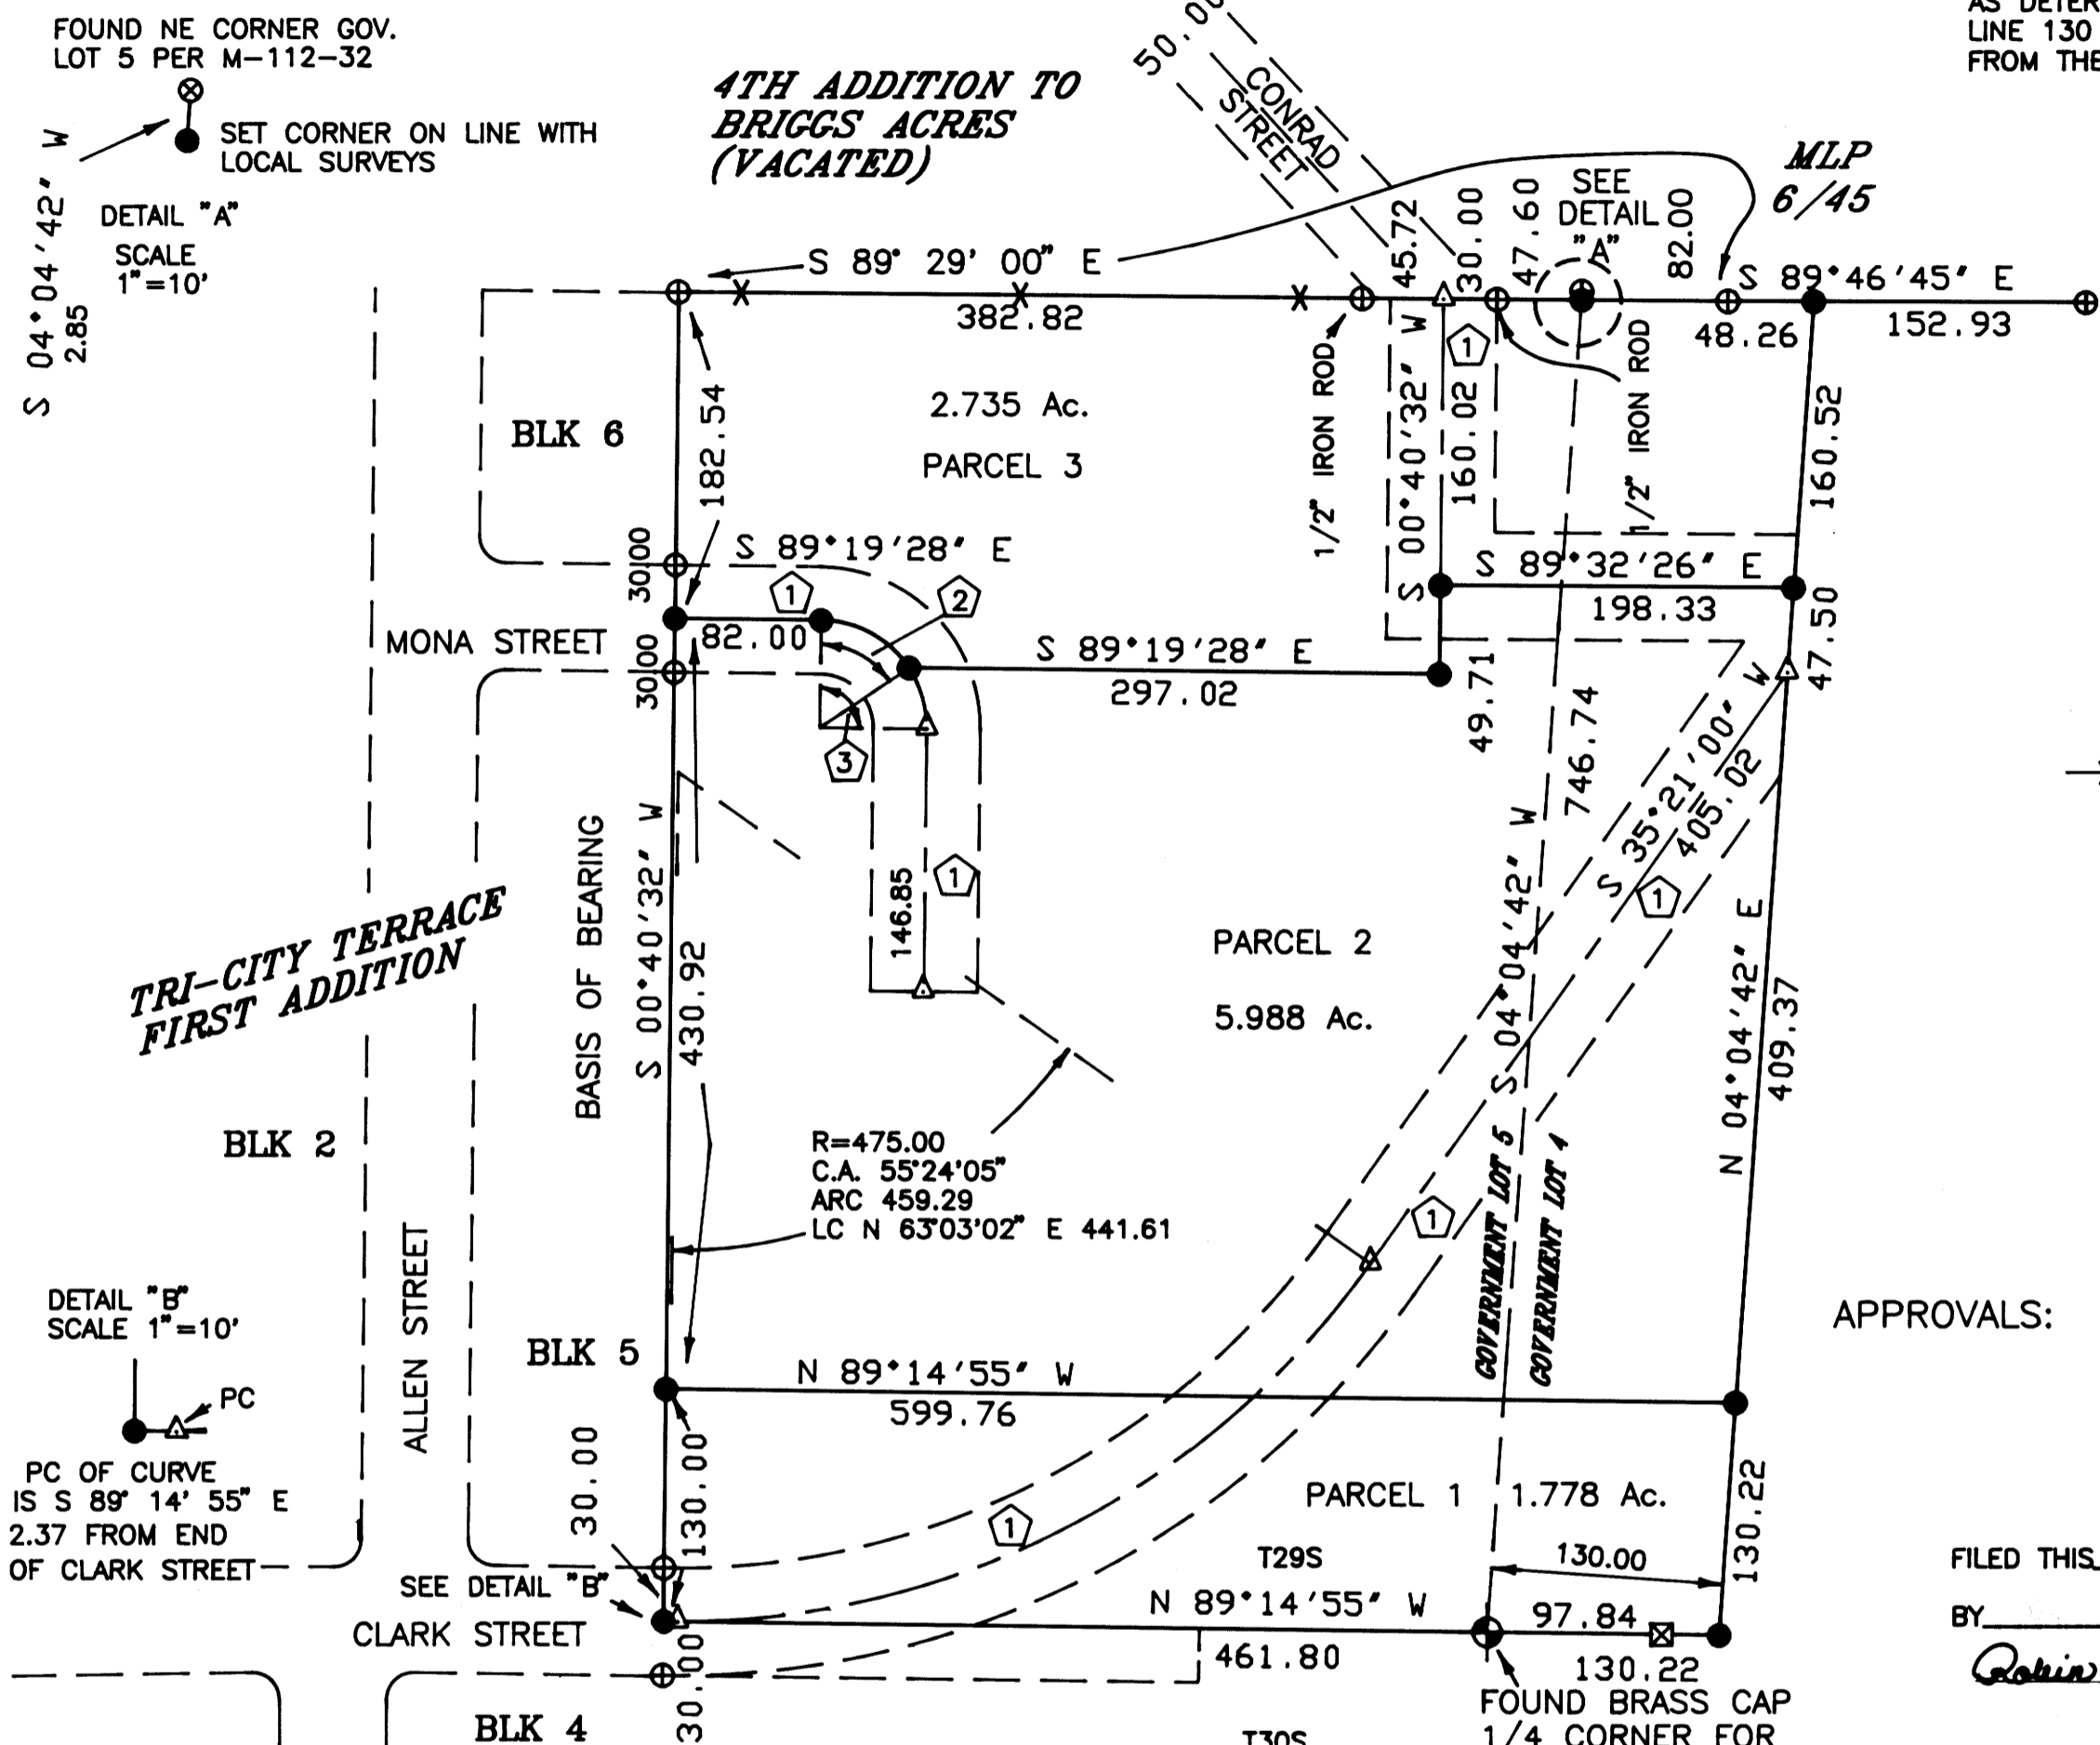 FOUND NE CORNER GOV.
LOT 5 PER M-112-32
SET CORNER ON LINE WITH
LOCAL SURVEYS
S 04°04'42" W
2.85
DETAIL "A"
SCALE
1"=10'
4TH ADDITION TO
BRIGGS ACRES
(VACATED)
50.00
CONRAD
STREET
LINE 130
FROM THE
MLP
6/45
SEE
DETAIL
"A"
45.72
30.00
47.60
82.00
S 89° 29' 00" E
382.82
S 89°46'45" E
48.26
152.93
1/2" IRON ROD
1/2" IRON ROD
S 00°40'32" W
160.02
1
160.52
2.735 Ac.
PARCEL 3
BLK 6
182.54
30.00
S 89°19'28" E
1
2
S 89°32'26" E
198.33
MONA STREET
82.00
30.00
S 89°19'28" E
297.02
49.71
47.50
3
746.74
S 04°04'42" W
S 35°21'00" W
405.02
1
BASIS OF BEARING
S 00°40'32" W
430.92
146.85
1
TRI-CITY TERRACE
FIRST ADDITION
PARCEL 2
5.988 Ac.
N 04°04'42" E
409.37
BLK 2
R=475.00
C.A. 55°24'05"
ARC 459.29
LC N 63°03'02" E 441.61
1
GOVERNMENT LOT 5
GOVERNMENT LOT 4
ALLEN STREET
DETAIL "B"
SCALE 1"=10'
PC
PC OF CURVE
IS S 89° 14' 55" E
2.37 FROM END
OF CLARK STREET
BLK 5
N 89°14'55" W
599.76
APPROVALS:
30.00
130.00
PARCEL 1
1.778 Ac.
130.22
1
T29S
130.00
SEE DETAIL "B"
CLARK STREET
N 89°14'55" W
461.80
97.84
130.22
30.00
FILED THIS
BY
Robin
FOUND BRASS CAP
1/4 CORNER FOR
BLK 4
T30S